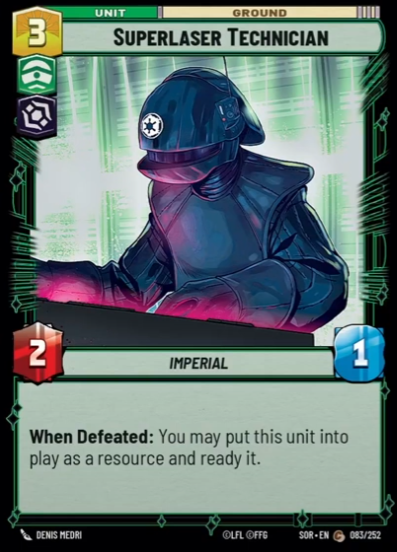 UNIT GROUND
3 SUPERLASER TECHNICIAN
2 IMPERIAL 1
When Defeated: You may put this unit into
play as a resource and ready it.
DENIS MEDRI ©LFL ©FFG SOR • EN C 083/252